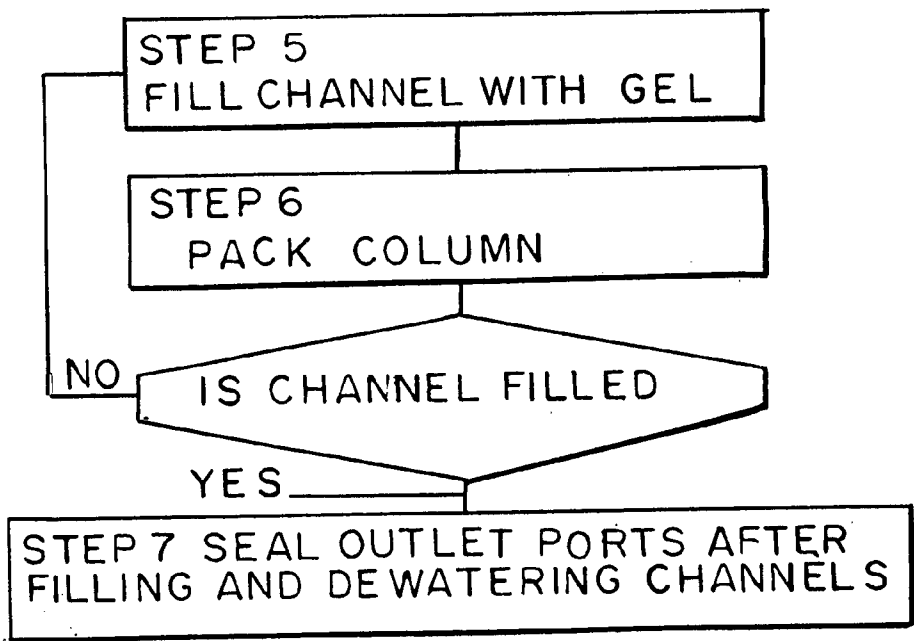 STEP 5
FILL CHANNEL WITH GEL
STEP 6
PACK COLUMN
NO
IS CHANNEL FILLED
YES
STEP 7 SEAL OUTLET PORTS AFTER
FILLING AND DEWATERING CHANNELS